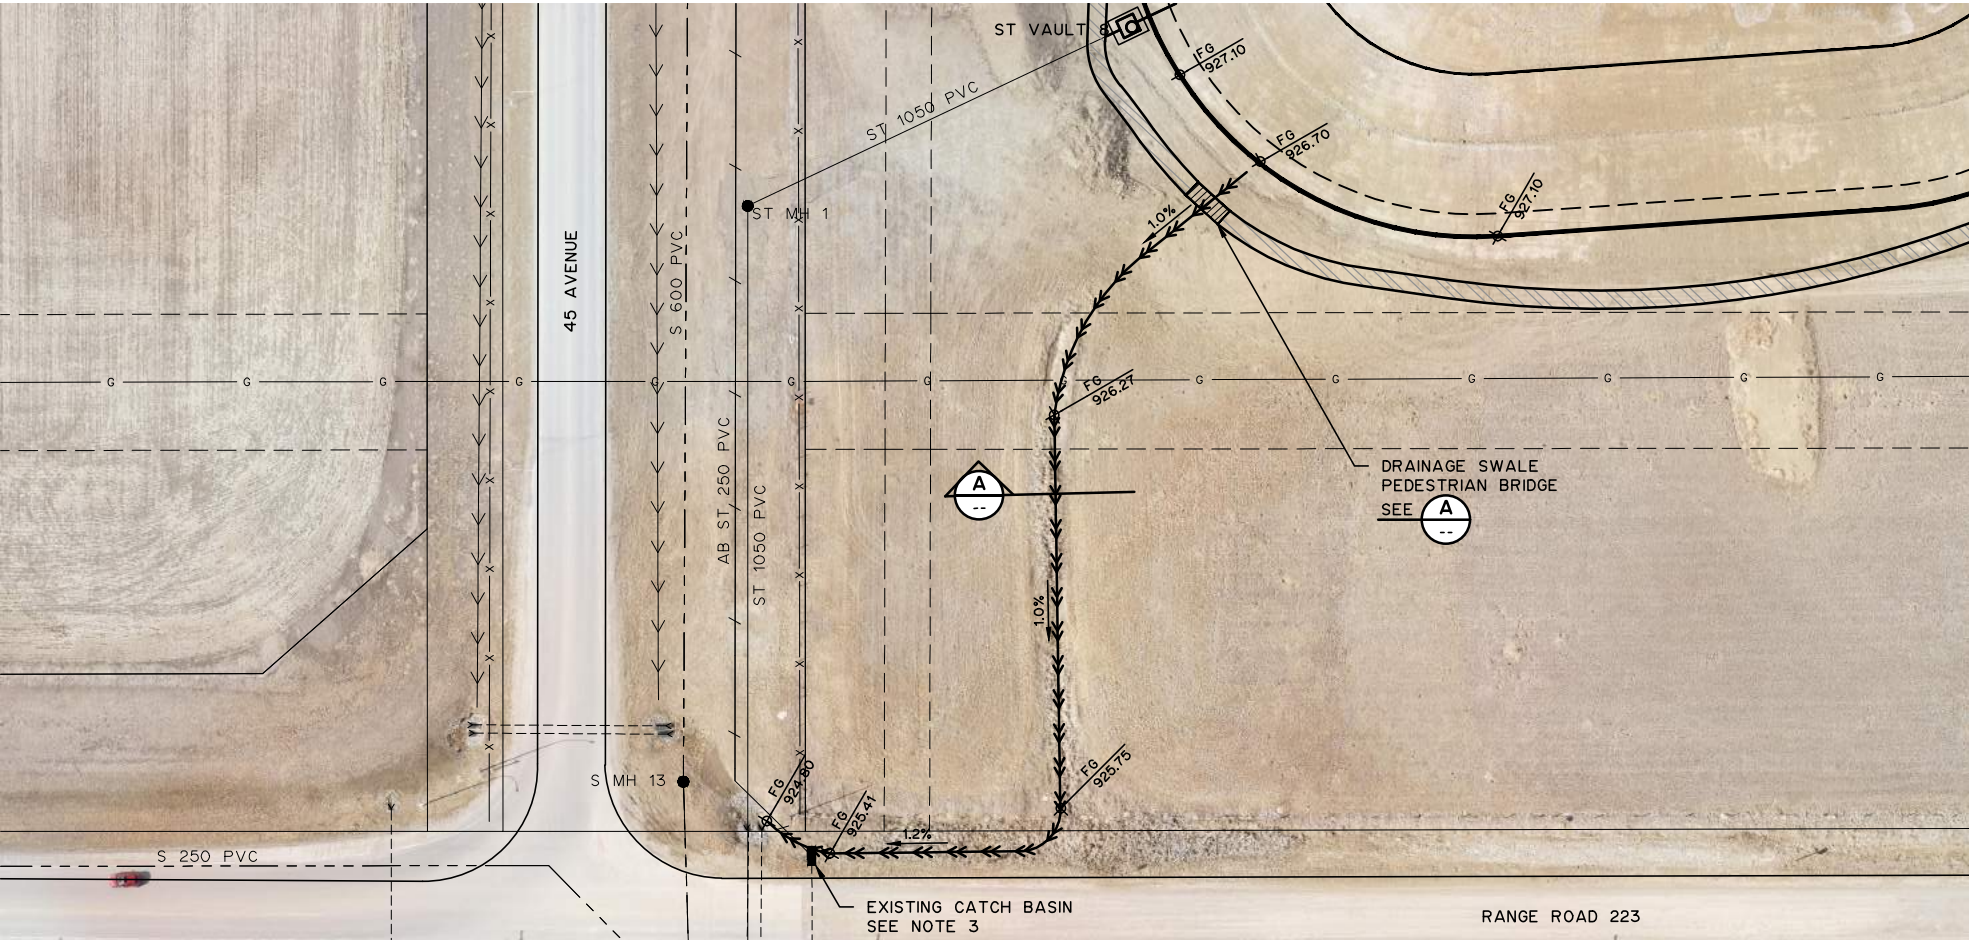 ST VAULT 8
FG
927.10
ST 1050 PVC
FG
926.70
FG
927.10
ST MH 1
1.0%
45 AVENUE
S 600 PVC
G G G G G G G G G G G G G
FG
926.27
AB ST 250 PVC
ST 1050 PVC
A
--
DRAINAGE SWALE
PEDESTRIAN BRIDGE
SEE A
--
1.0%
S MH 13
FG
924.80
FG
925.41
FG
925.75
1.2%
S 250 PVC
EXISTING CATCH BASIN
SEE NOTE 3
RANGE ROAD 223